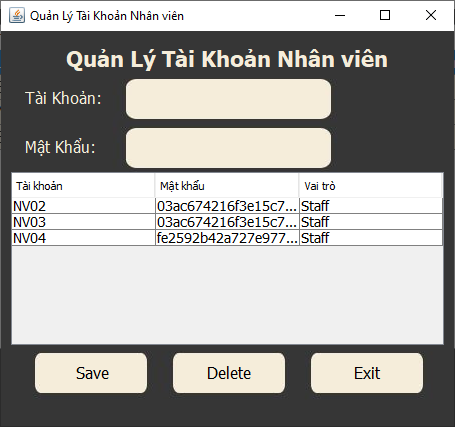 Quản Lý Tài Khoản Nhân viên
Quản Lý Tài Khoản Nhân viên
Tài Khoản:
Mật Khẩu:
Tài khoản Mật khẩu Vai trò
NV02 03ac674216f3e15c7... Staff
NV03 03ac674216f3e15c7... Staff
NV04 fe2592b42a727e977... Staff
Save Delete Exit